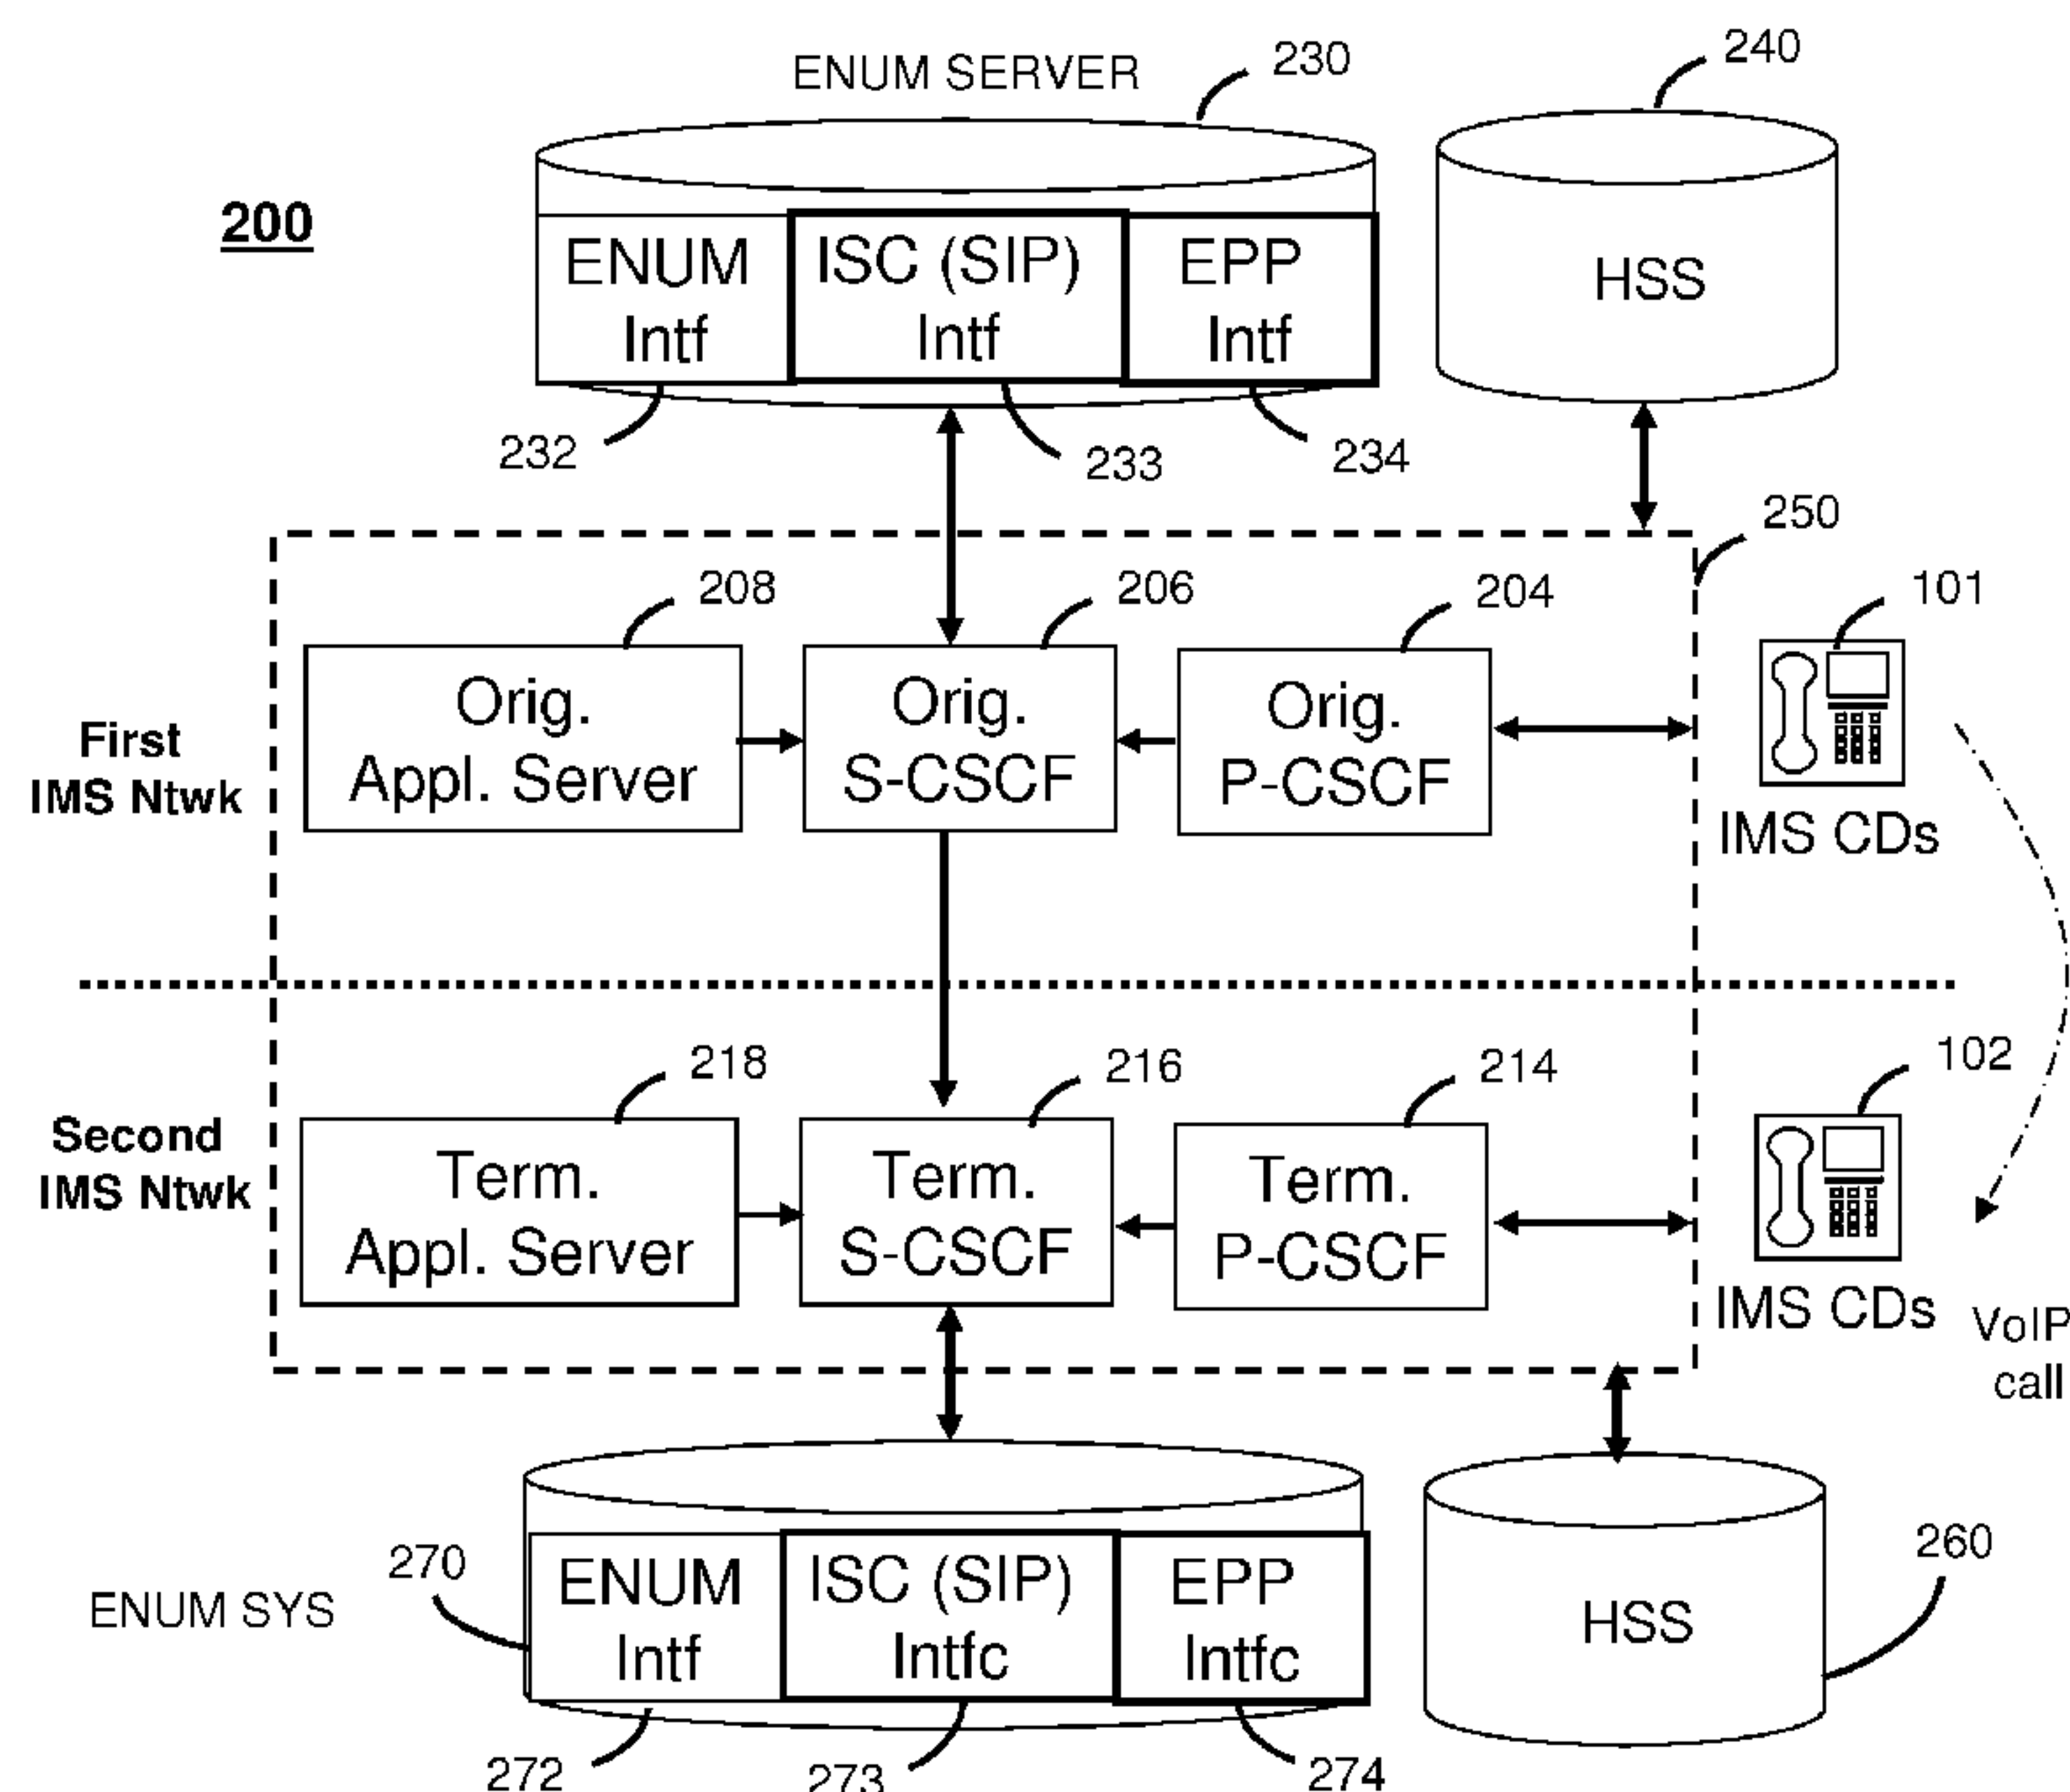 ENUM SERVER
230
240
200
ENUM
Intf
ISC (SIP)
Intf
EPP
Intf
HSS
232
233
234
250
208
206
204
101
First
IMS Ntwk
Orig.
Appl. Server
Orig.
S-CSCF
Orig.
P-CSCF
IMS CDs
218
216
214
102
Second
IMS Ntwk
Term.
Appl. Server
Term.
S-CSCF
Term.
P-CSCF
IMS CDs
VoIP
call
ENUM SYS
270
ENUM
Intf
ISC (SIP)
Intfc
EPP
Intfc
HSS
260
272
273
274